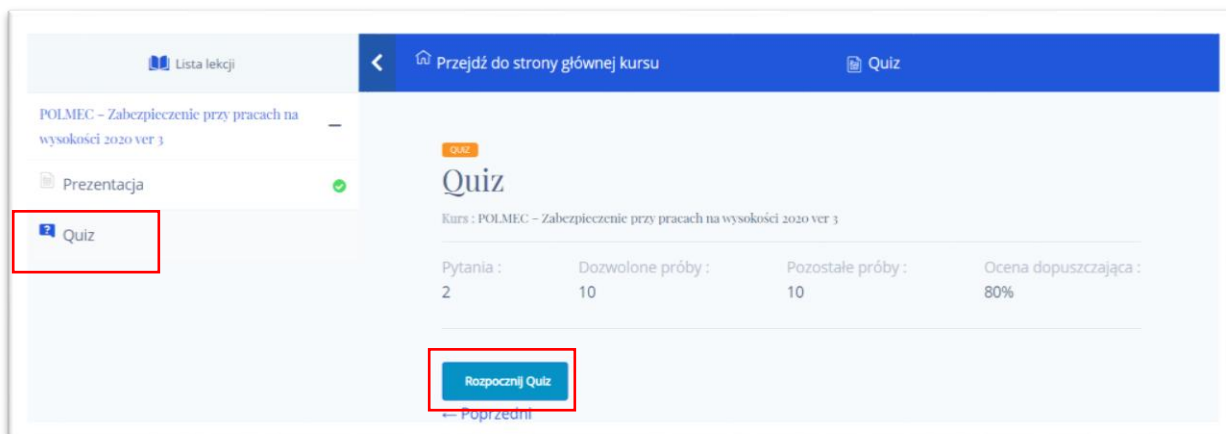 Lista lekcji
Przejdź do strony głównej kursu
Quiz
POLMEC – Zabezpieczenie przy pracach na
wysokości 2020 ver 3
Prezentacja
Quiz
QUIZ
Quiz
Kurs : POLMEC – Zabezpieczenie przy pracach na wysokości 2020 ver 3
Pytania : Dozwolone próby : Pozostałe próby : Ocena dopuszczająca :
2 10 10 80%
Rozpocznij Quiz
← Poprzedni